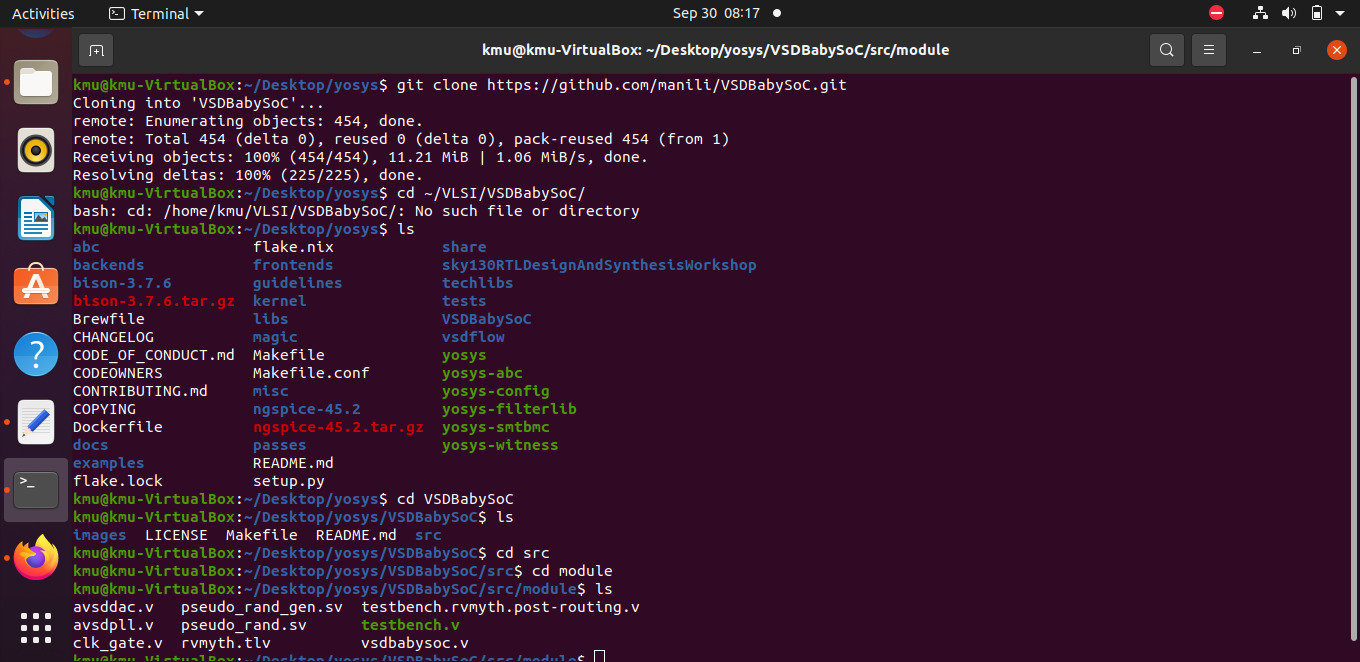 Activities Terminal Sep 30 08:17
kmu@kmu-VirtualBox: ~/Desktop/yosys/VSDBabySoC/src/module
kmu@kmu-VirtualBox:~/Desktop/yosys$ git clone https://github.com/manili/VSDBabySoC.git
Cloning into 'VSDBabySoC'...
remote: Enumerating objects: 454, done.
remote: Total 454 (delta 0), reused 0 (delta 0), pack-reused 454 (from 1)
Receiving objects: 100% (454/454), 11.21 MiB | 1.06 MiB/s, done.
Resolving deltas: 100% (225/225), done.
kmu@kmu-VirtualBox:~/Desktop/yosys$ cd ~/VLSI/VSDBabySoC/
bash: cd: /home/kmu/VLSI/VSDBabySoC/: No such file or directory
kmu@kmu-VirtualBox:~/Desktop/yosys$ ls
abc flake.nix share
backends frontends sky130RTLDesignAndSynthesisWorkshop
bison-3.7.6 guidelines techlibs
bison-3.7.6.tar.gz kernel tests
Brewfile libs VSDBabySoC
CHANGELOG magic vsdflow
CODE_OF_CONDUCT.md Makefile yosys
CODEOWNERS Makefile.conf yosys-abc
CONTRIBUTING.md misc yosys-config
COPYING ngspice-45.2 yosys-filterlib
Dockerfile ngspice-45.2.tar.gz yosys-smtbmc
docs passes yosys-witness
examples README.md
flake.lock setup.py
kmu@kmu-VirtualBox:~/Desktop/yosys$ cd VSDBabySoC
kmu@kmu-VirtualBox:~/Desktop/yosys/VSDBabySoC$ ls
images LICENSE Makefile README.md src
kmu@kmu-VirtualBox:~/Desktop/yosys/VSDBabySoC$ cd src
kmu@kmu-VirtualBox:~/Desktop/yosys/VSDBabySoC/src$ cd module
kmu@kmu-VirtualBox:~/Desktop/yosys/VSDBabySoC/src/module$ ls
avsddac.v pseudo_rand_gen.sv testbench.rvmyth.post-routing.v
avsdpll.v pseudo_rand.sv testbench.v
clk_gate.v rvmyth.tlv vsdbabysoc.v
kmu@kmu-VirtualBox:~/Desktop/yosys/VSDBabySoC/src/module$